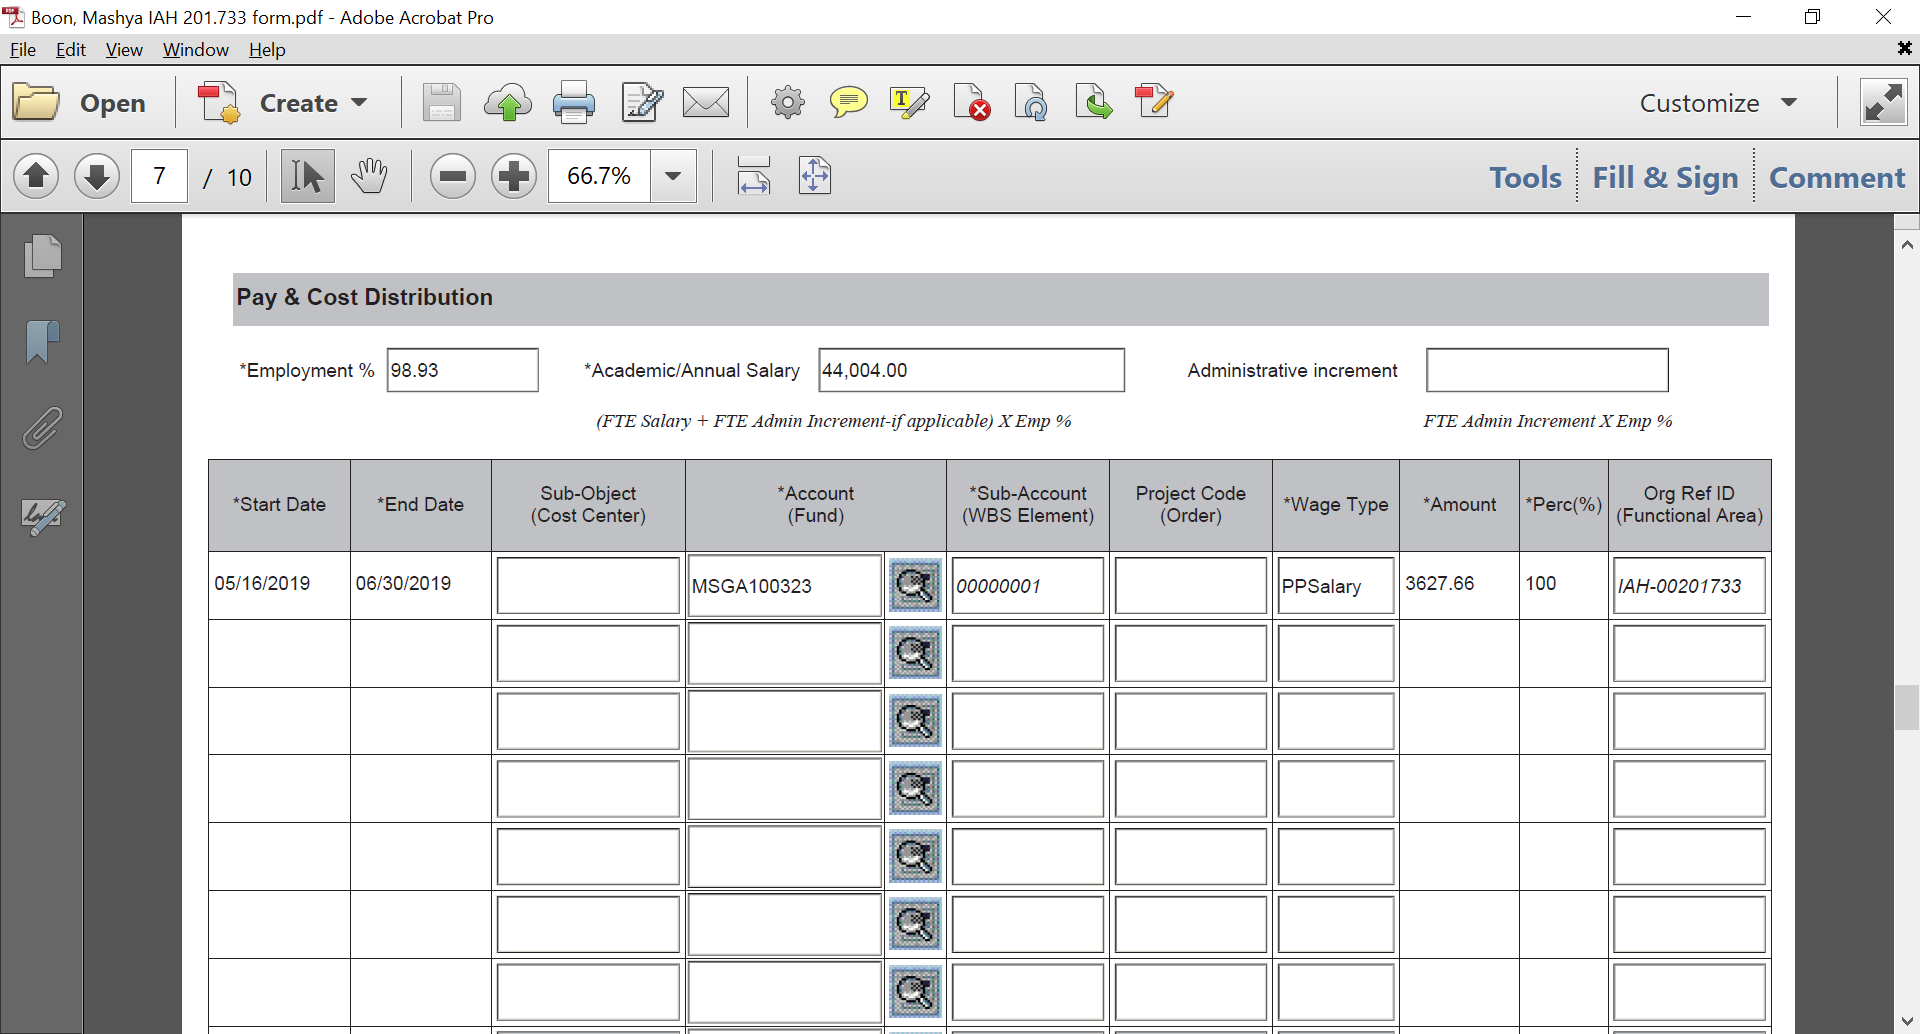 Boon, Mashya IAH 201.733 form.pdf - Adobe Acrobat Pro
File Edit View Window Help
Open Create Customize
7 / 10 66.7% Tools Fill & Sign Comment
Pay & Cost Distribution
*Employment % 98.93 *Academic/Annual Salary 44,004.00 Administrative increment
(FTE Salary + FTE Admin Increment-if applicable) X Emp % FTE Admin Increment X Emp %
*Start Date *End Date Sub-Object (Cost Center) *Account (Fund) *Sub-Account (WBS Element) Project Code (Order) *Wage Type *Amount *Perc(%) Org Ref ID (Functional Area)
05/16/2019 06/30/2019 MSGA100323 00000001 PPSalary 3627.66 100 IAH-00201733